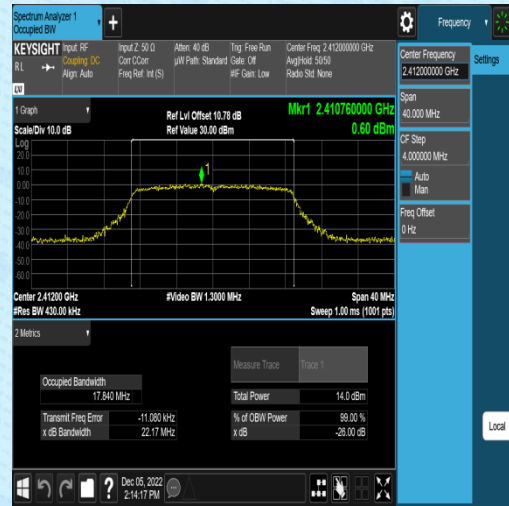 Spectrum Analyzer 1
Occupied BW
+
Frequency
KEYSIGHT
Input: RF
Input Z: 50 Ω
Atten: 40 dB
Trig: Free Run
Center Freq: 2.412000000 GHz
R L
Coupling: DC
Corr CCorr
µW Path: Standard
Gate: Off
Avg|Hold: 50/50
Align: Auto
Freq Ref: Int (S)
#IF Gain: Low
Radio Std: None
LXI
1 Graph
Ref Lvl Offset 10.78 dB
Mkr1 2.410760000 GHz
Scale/Div 10.0 dB
Ref Value 30.00 dBm
0.60 dBm
Log
20.0
10.0
0.00
-10.0
-20.0
-30.0
-40.0
-50.0
-60.0
1
Center 2.41200 GHz
#Video BW 1.3000 MHz
Span 40 MHz
#Res BW 430.00 kHz
Sweep 1.00 ms (1001 pts)
2 Metrics
Measure Trace
Trace 1
Occupied Bandwidth
17.840 MHz
Total Power
14.0 dBm
Transmit Freq Error
-11.080 kHz
% of OBW Power
99.00 %
x dB Bandwidth
22.17 MHz
x dB
-26.00 dB
?
Dec 05, 2022
2:14:17 PM
Center Frequency
2.412000000 GHz
Settings
Span
40.000 MHz
CF Step
4.000000 MHz
Auto
Man
Freq Offset
0 Hz
Local